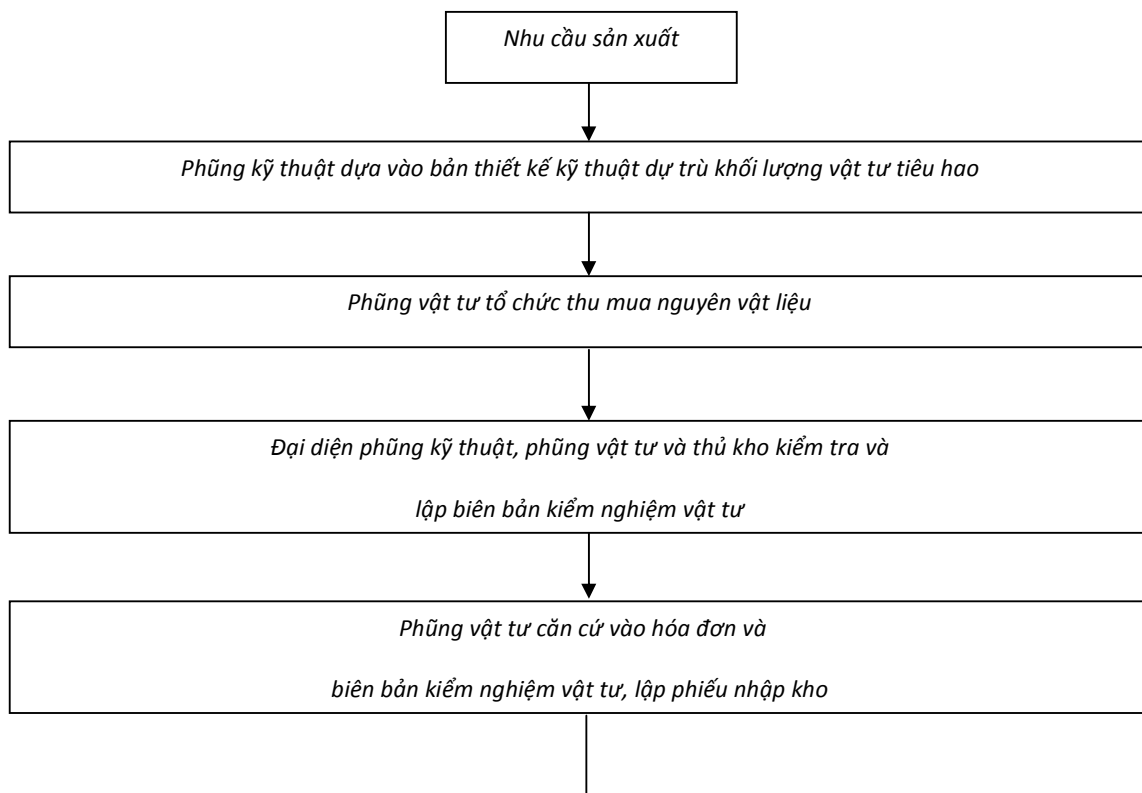 Nhu cầu sản xuất
Phũng kỹ thuật dựa vào bản thiết kế kỹ thuật dự trù khối lượng vật tư tiêu hao
Phũng vật tư tổ chức thu mua nguyên vật liệu
Đại diện phũng kỹ thuật, phũng vật tư và thủ kho kiểm tra và
lập biên bản kiểm nghiệm vật tư
Phũng vật tư căn cứ vào hóa đơn và
biên bản kiểm nghiệm vật tư, lập phiếu nhập kho